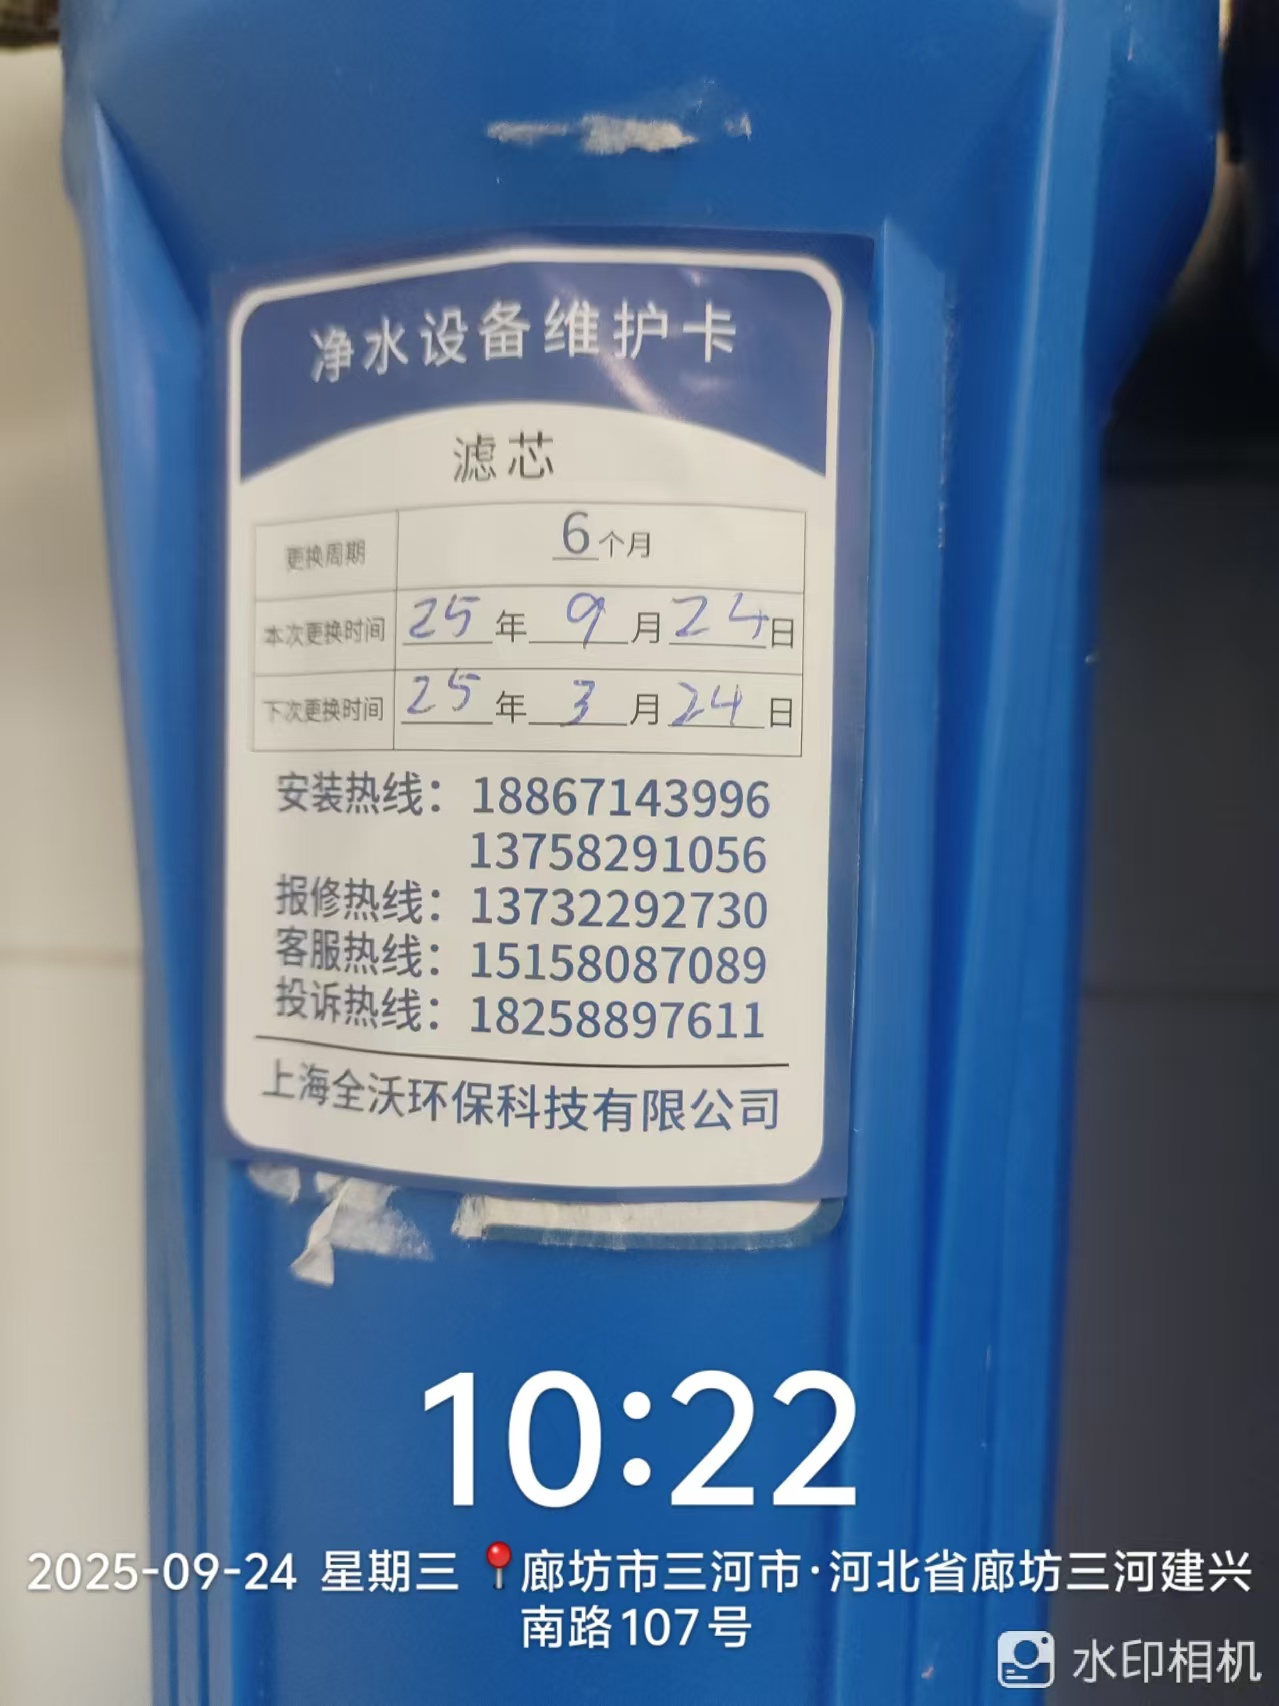 净水设备维护卡
滤芯
更换周期 6个月
本次更换时间 25年9月24日
下次更换时间 25年3月24日
安装热线：18867143996
13758291056
报修热线：13732292730
客服热线：15158087089
投诉热线：18258897611
上海全沃环保科技有限公司
10:22
2025-09-24 星期三 廊坊市三河市·河北省廊坊三河建兴
南路107号
水印相机